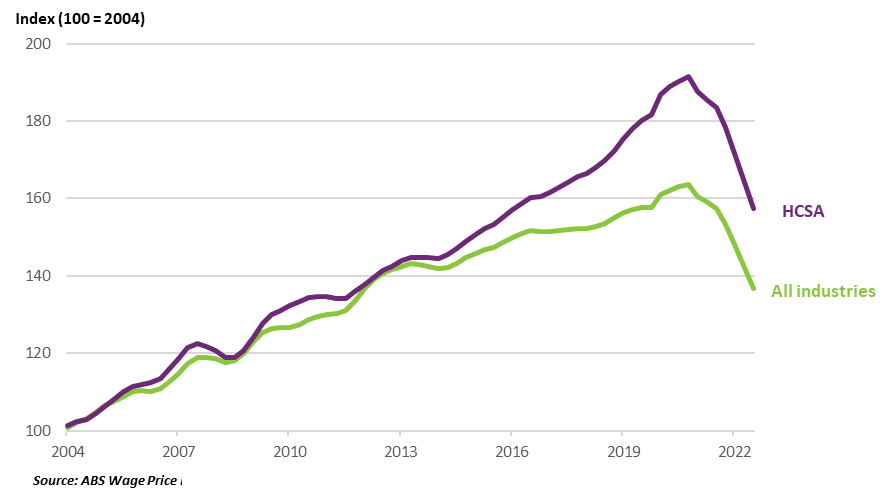 Index (100 = 2004)
200
180
160
140
120
100
HCSA
All industries
2004 2007 2010 2013 2016 2019 2022
Source: ABS Wage Price